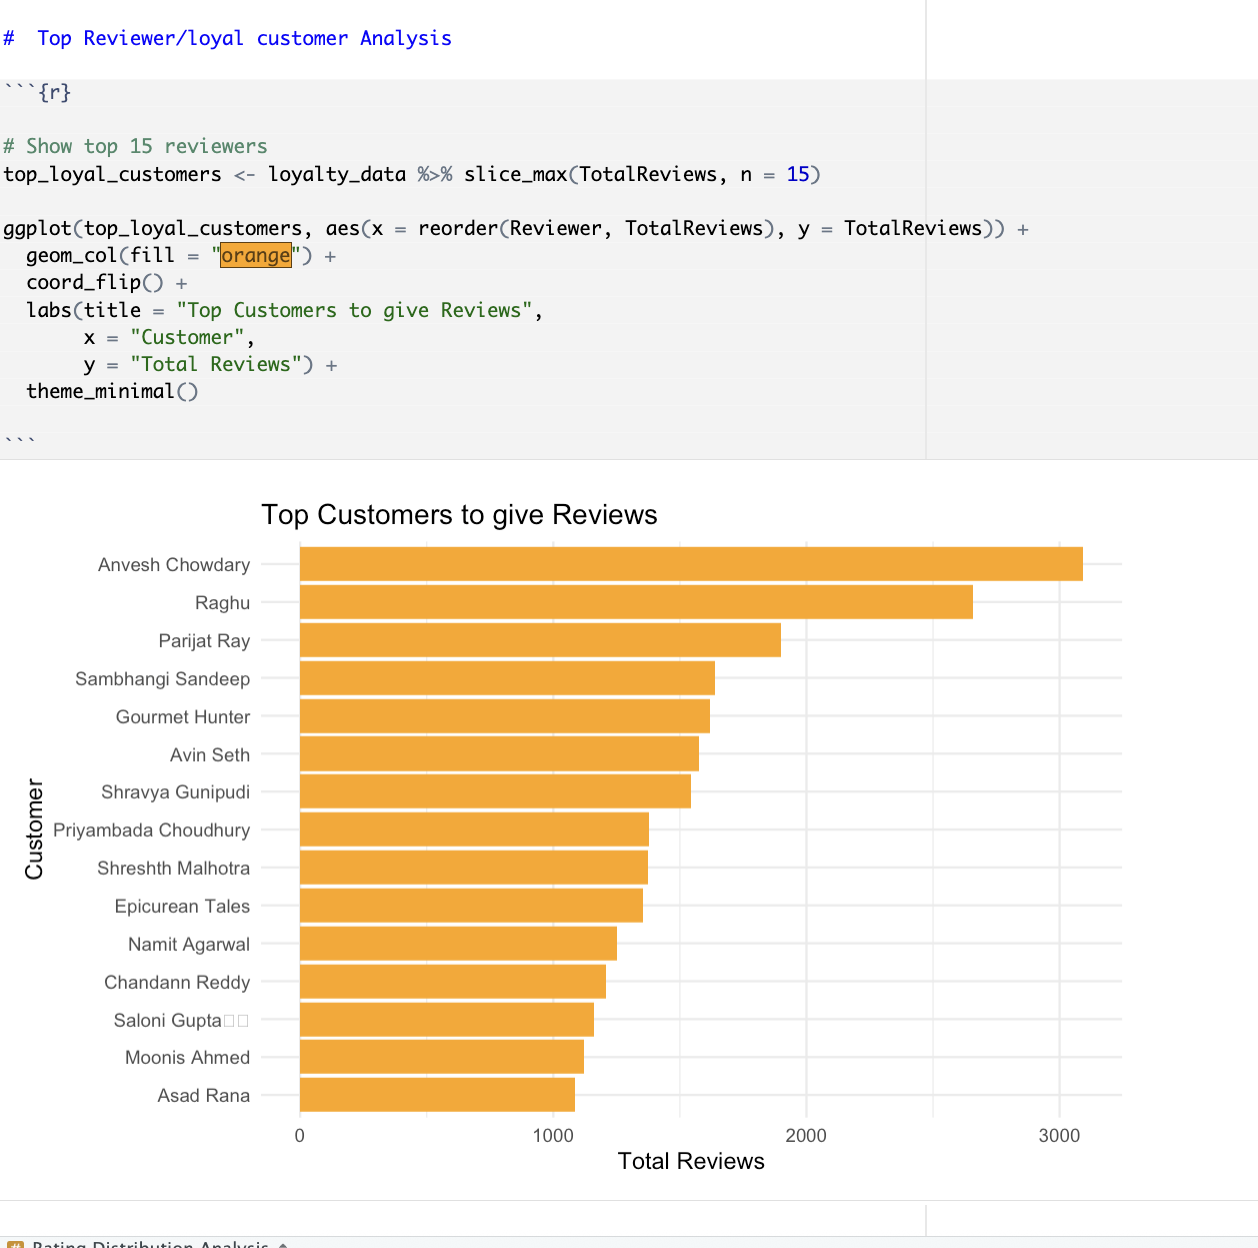 #  Top Reviewer/loyal customer Analysis
```{r}
# Show top 15 reviewers
top_loyal_customers <- loyalty_data %>% slice_max(TotalReviews, n = 15)
ggplot(top_loyal_customers, aes(x = reorder(Reviewer, TotalReviews), y = TotalReviews)) +
  geom_col(fill = "orange") +
  coord_flip() +
  labs(title = "Top Customers to give Reviews",
       x = "Customer",
       y = "Total Reviews") +
  theme_minimal()
```
Top Customers to give Reviews
Customer
Anvesh Chowdary
Raghu
Parijat Ray
Sambhangi Sandeep
Gourmet Hunter
Avin Seth
Shravya Gunipudi
Priyambada Choudhury
Shreshth Malhotra
Epicurean Tales
Namit Agarwal
Chandann Reddy
Saloni Gupta
Moonis Ahmed
Asad Rana
0 1000 2000 3000
Total Reviews
# Rating Distribution Analysis